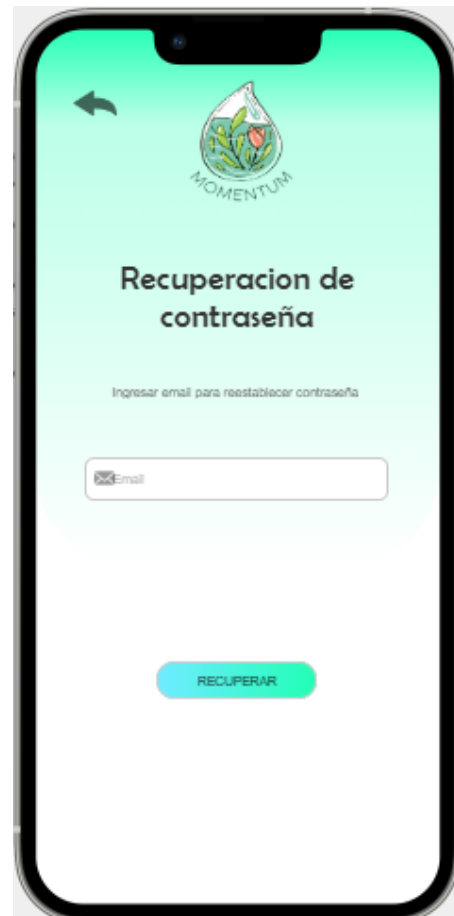 MOMENTUM
Recuperacion de
contraseña
Ingresar email para reestablecer contraseña
Email
RECUPERAR